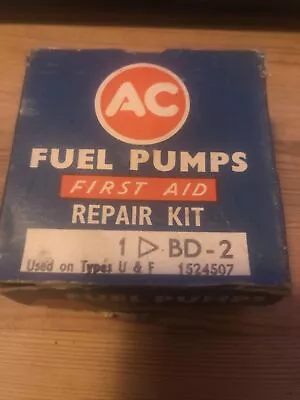 AC
FUEL PUMPS
FIRST AID
REPAIR KIT
1 ▷ BD-2
Used on Types U & F 1524507
FUEL PUMPS